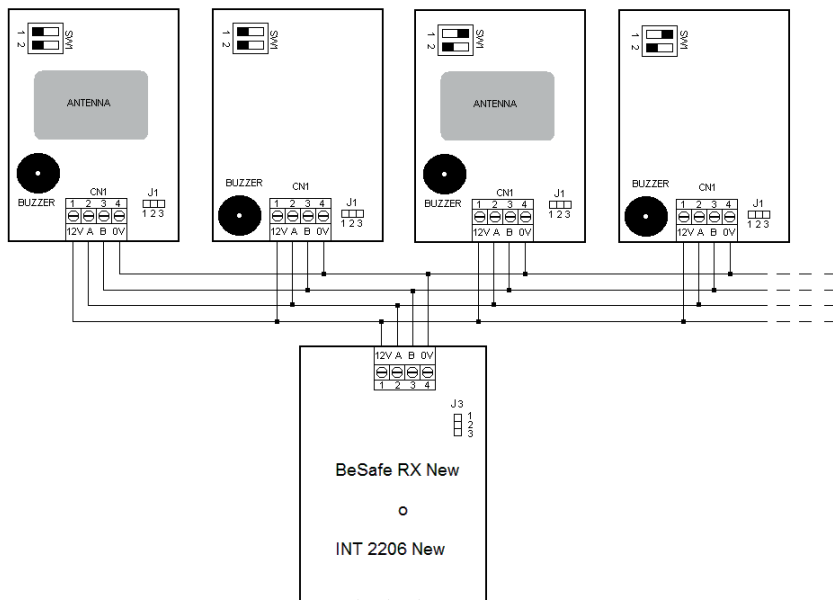 1
2
SW1
ANTENNA
BUZZER
CN1
1 2 3 4
12V A B 0V
J1
1 2 3
1
2
SW1
BUZZER
CN1
1 2 3 4
12V A B 0V
J1
1 2 3
1
2
SW1
ANTENNA
BUZZER
CN1
1 2 3 4
12V A B 0V
J1
1 2 3
1
2
SW1
BUZZER
CN1
1 2 3 4
12V A B 0V
J1
1 2 3
12V A B 0V
1 2 3 4
J3
1
2
3
BeSafe RX New
o
INT 2206 New